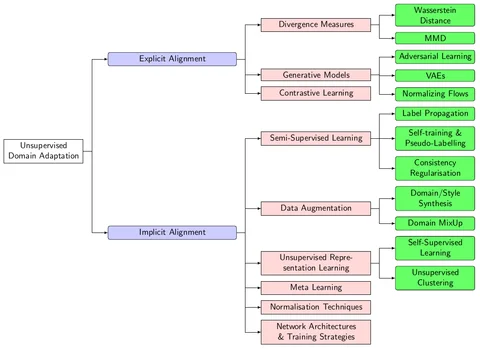 Unsupervised
Domain Adaptation
Explicit Alignment
Divergence Measures
Wasserstein
Distance
MMD
Generative Models
Adversarial Learning
VAEs
Normalizing Flows
Contrastive Learning
Implicit Alignment
Semi-Supervised Learning
Label Propagation
Self-training &
Pseudo-Labelling
Consistency
Regularisation
Data Augmentation
Domain/Style
Synthesis
Domain MixUp
Unsupervised Repre-
sentation Learning
Self-Supervised
Learning
Unsupervised
Clustering
Meta Learning
Normalisation Techniques
Network Architectures
& Training Strategies